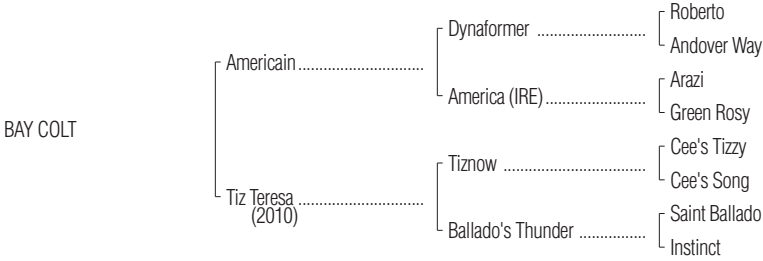 Roberto
Dynaformer ..........................
Andover Way
Americain ..............................
Arazi
America (IRE) ........................
Green Rosy
BAY COLT
Cee's Tizzy
Tiznow ..................................
Cee's Song
Tiz Teresa ..............................
(2010)
Saint Ballado
Ballado's Thunder ................
Instinct